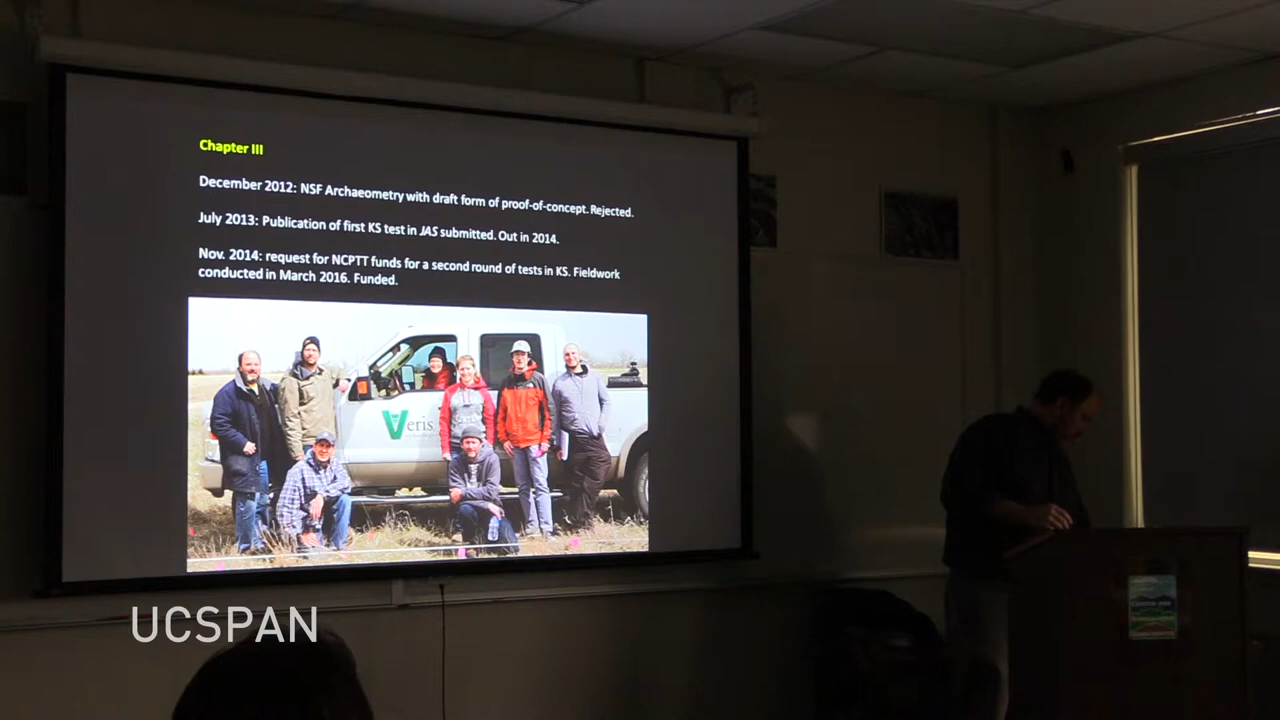 Chapter III
December 2012: NSF Archaeometry with draft form of proof-of-concept. Rejected.
July 2013: Publication of first KS test in JAS submitted. Out in 2014.
Nov. 2014: request for NCPTT funds for a second round of tests in KS. Fieldwork
conducted in March 2016. Funded.
Veris
UCSPAN